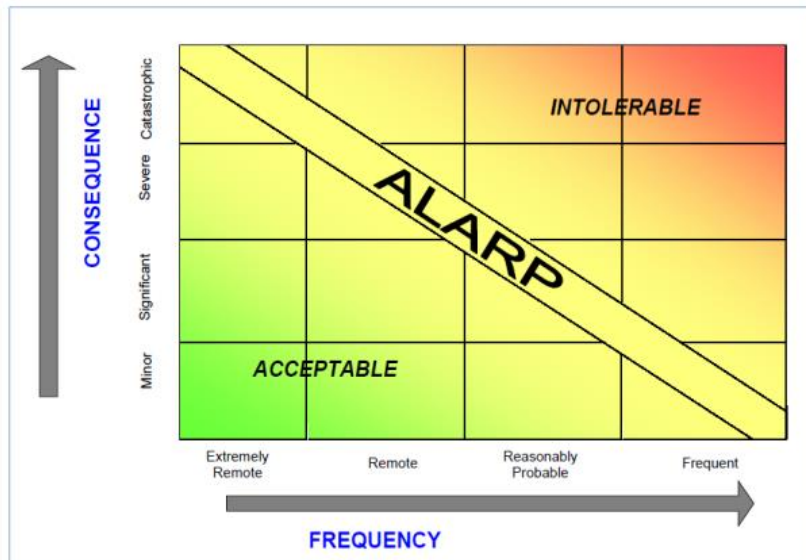 CONSEQUENCE
Catastrophic
Severe
Significant
Minor
INTOLERABLE
ALARP
ACCEPTABLE
Extremely
Remote
Remote
Reasonably
Probable
Frequent
FREQUENCY